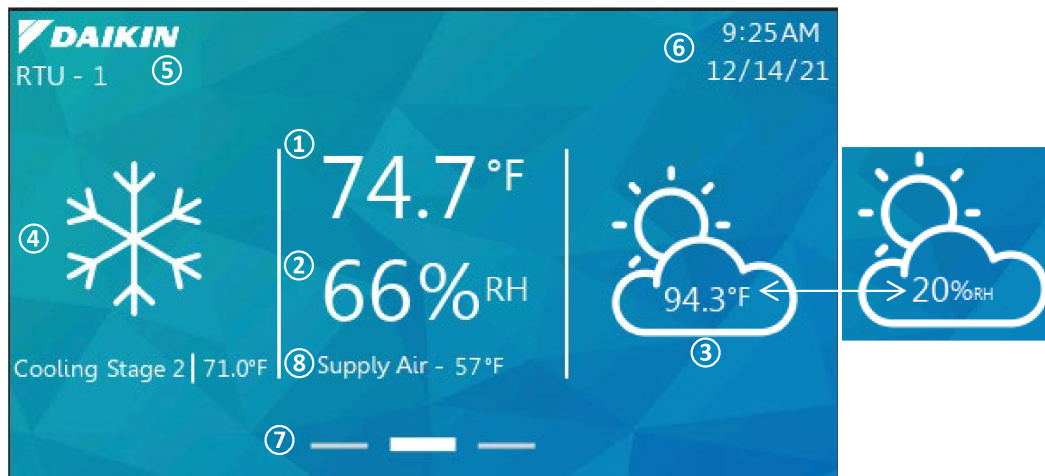 DAIKIN
RTU - 1
⑤
⑥
9:25AM
12/14/21
①
74.7°F
④
②
66%RH
94.3°F
20%RH
③
Cooling Stage 2 | 71.0°F
⑧
Supply Air - 57°F
⑦